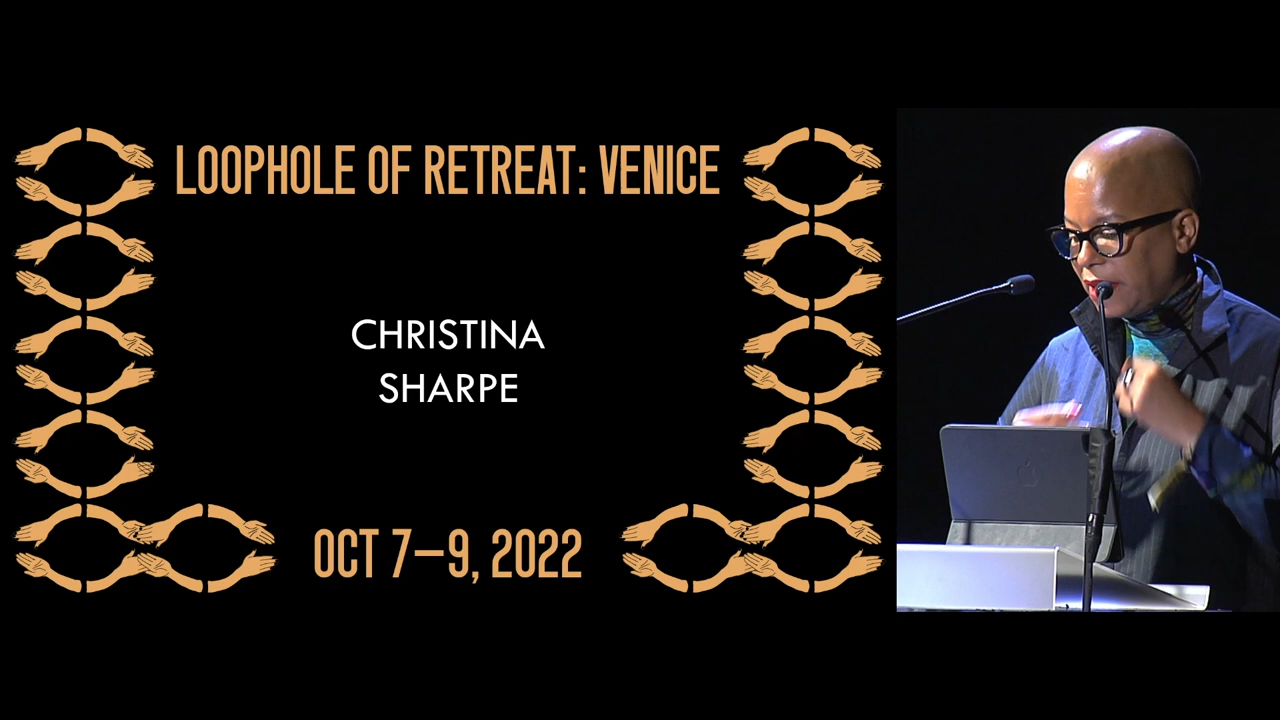 LOOPHOLE OF RETREAT: VENICE
CHRISTINA
SHARPE
OCT 7–9, 2022